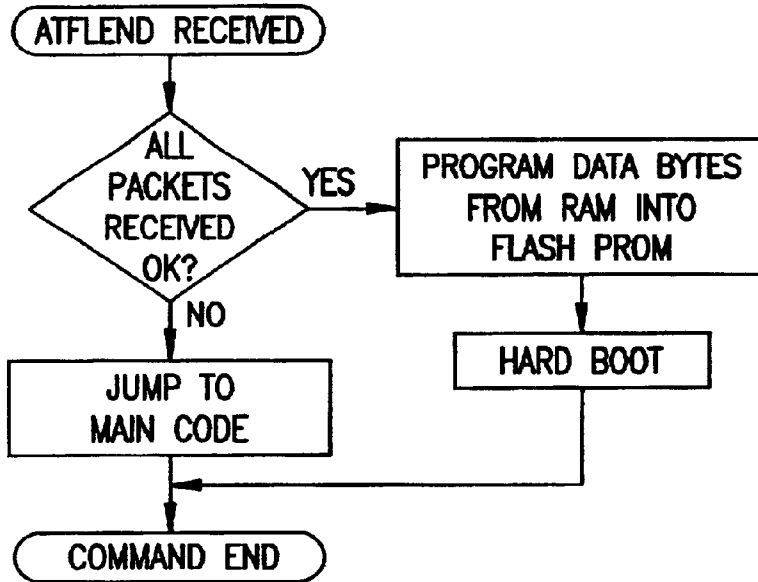 ATFLEND RECEIVED
ALL
PACKETS
RECEIVED
OK?
YES
PROGRAM DATA BYTES
FROM RAM INTO
FLASH PROM
NO
HARD BOOT
JUMP TO
MAIN CODE
COMMAND END